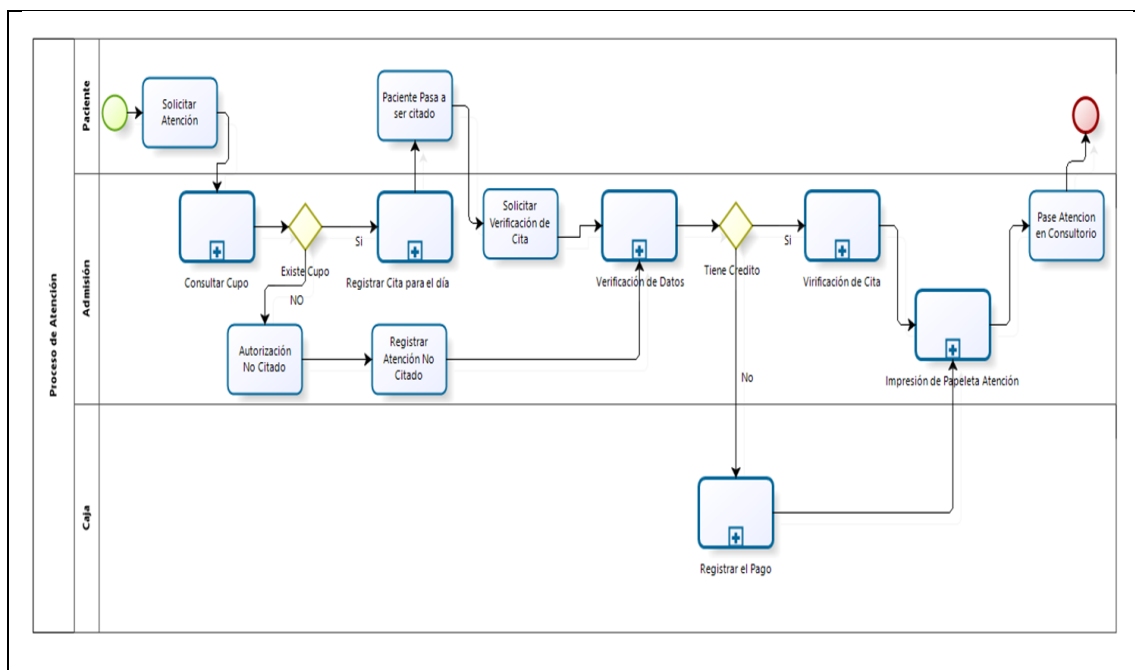 Proceso de Atención
Paciente
Solicitar
Atención
Paciente Pasa a
ser citado
Admisión
Consultar Cupo
Existe Cupo
Si
NO
Registrar Cita para el día
Solicitar
Verificación de
Cita
Verificación de Datos
Tiene Credito
Si
No
Virificación de Cita
Pase Atencion
en Consultorio
Autorización
No Citado
Registrar
Atención No
Citado
Impresión de Papeleta Atención
Caja
Registrar el Pago